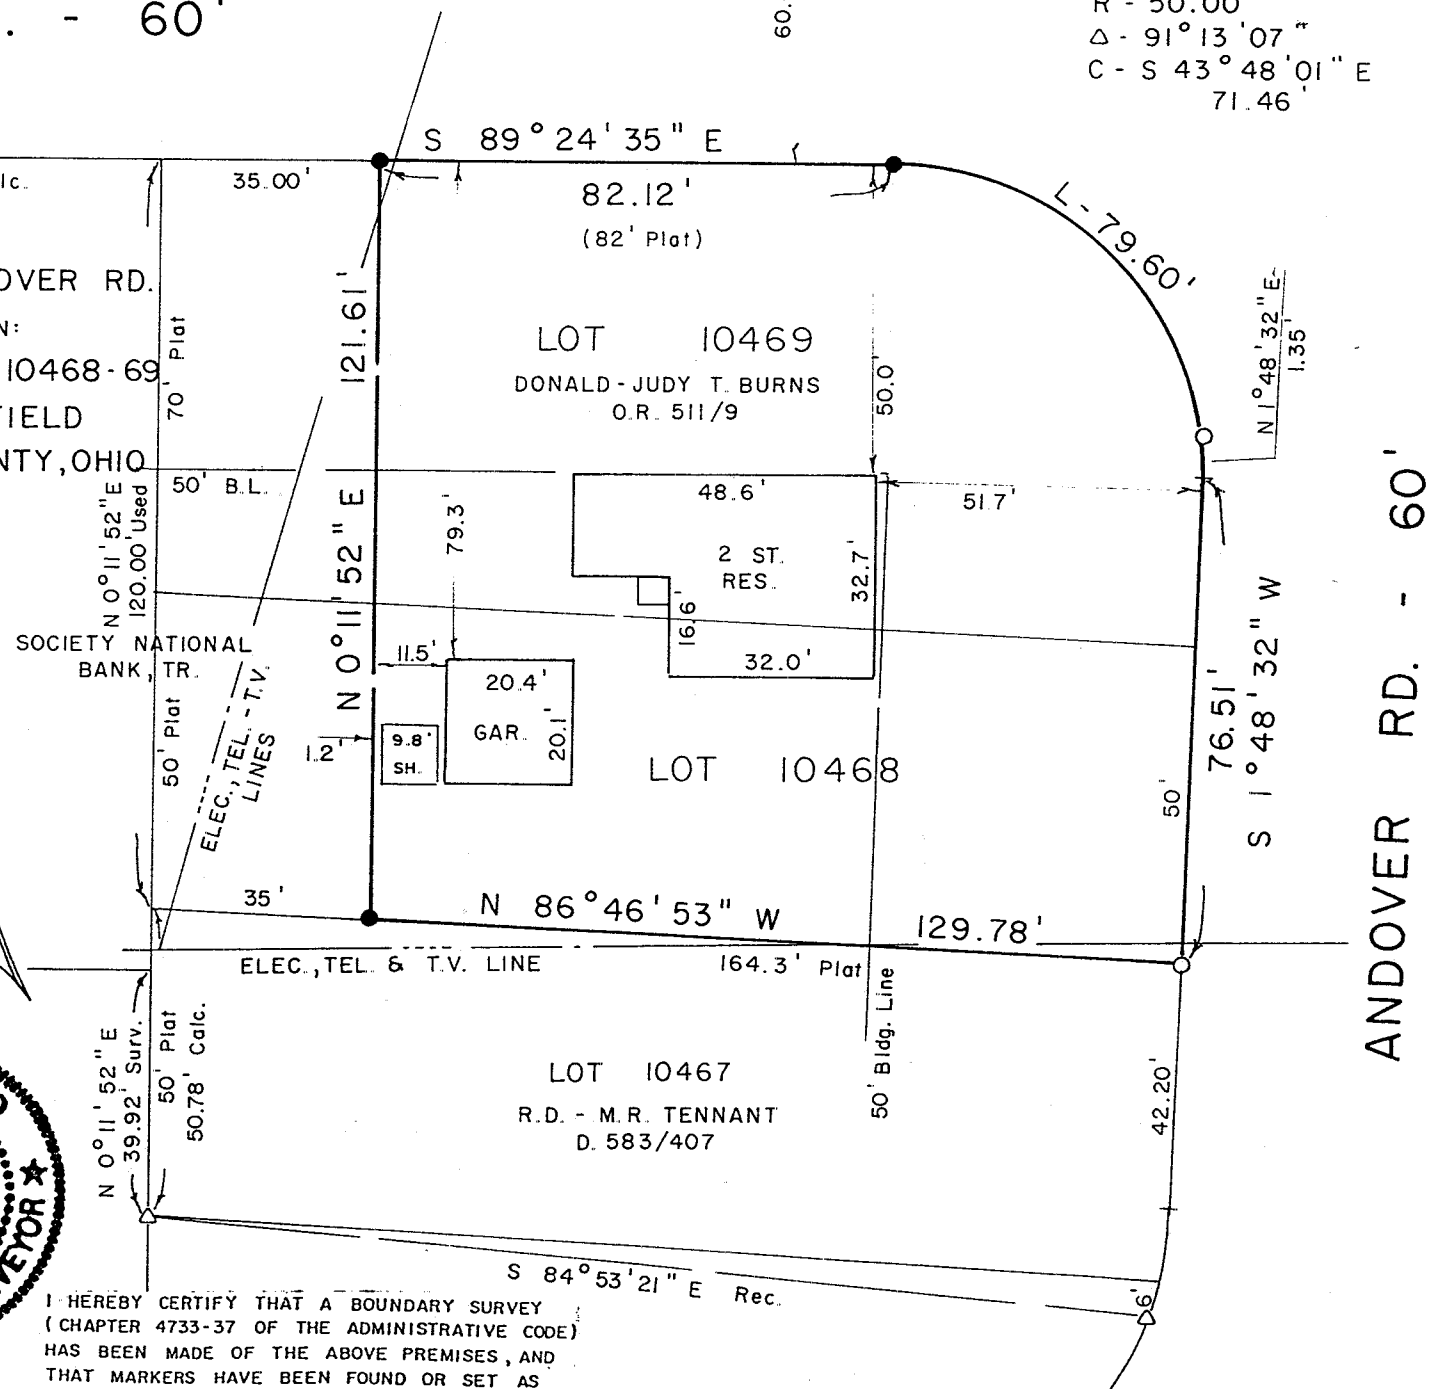 . - 60'
60.
R - 50.00
△ - 91° 13' 07"
C - S 43° 48' 01" E
71.46'
S 89° 24' 35" E
82.12'
(82' Plat)
lc.
35.00'
L - 79.60'
OVER RD.
N:
10468-69
FIELD
NTY, OHIO
70' Plat
121.61'
N 0° 11' 52" E
LOT 10469
DONALD - JUDY T. BURNS
O.R. 511/9
50.0'
N 1° 48' 32" E
1.35'
50' B.L.
N 0° 11' 52" E
120.00' Used
79.3'
48.6'
51.7'
2 ST.
RES.
32.7'
16.6'
32.0'
SOCIETY NATIONAL
BANK, TR.
11.5'
20.4'
GAR.
20.1'
9.8'
SH.
1.2'
50' Plat
ELEC., TEL. - T.V.
LINES
LOT 10468
50'
76.51'
S 1° 48' 32" W
ANDOVER RD. - 60'
35'
N 86° 46' 53" W
129.78'
ELEC., TEL. & T.V. LINE
164.3' Plat
50' Bldg. Line
N 0° 11' 52" E
39.92' Surv.
50' Plat
50.78' Calc.
LOT 10467
R.D. - M.R. TENNANT
D. 583/407
42.20'
S 84° 53' 21" E Rec.
6'
VEYOR
I HEREBY CERTIFY THAT A BOUNDARY SURVEY
( CHAPTER 4733-37 OF THE ADMINISTRATIVE CODE)
HAS BEEN MADE OF THE ABOVE PREMISES, AND
THAT MARKERS HAVE BEEN FOUND OR SET AS